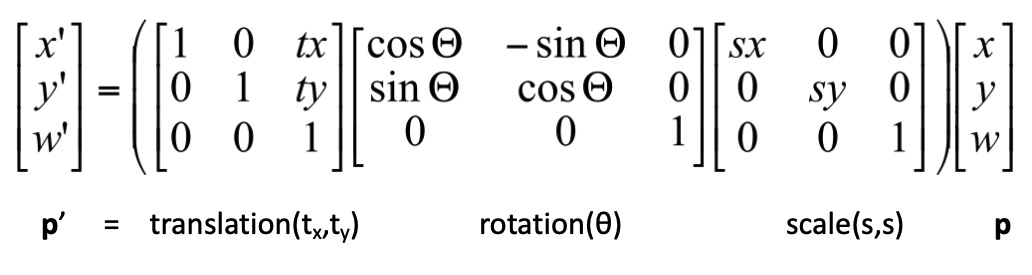 [x'] = ([1 0 tx] [cos Θ − sin Θ 0] [sx 0 0]) [x]
[y'] [0 1 ty] [sin Θ cos Θ 0] [0 sy 0] [y]
[w'] [0 0 1] [0 0 1] [0 0 1] [w]
p' = translation(tx,ty) rotation(θ) scale(s,s) p